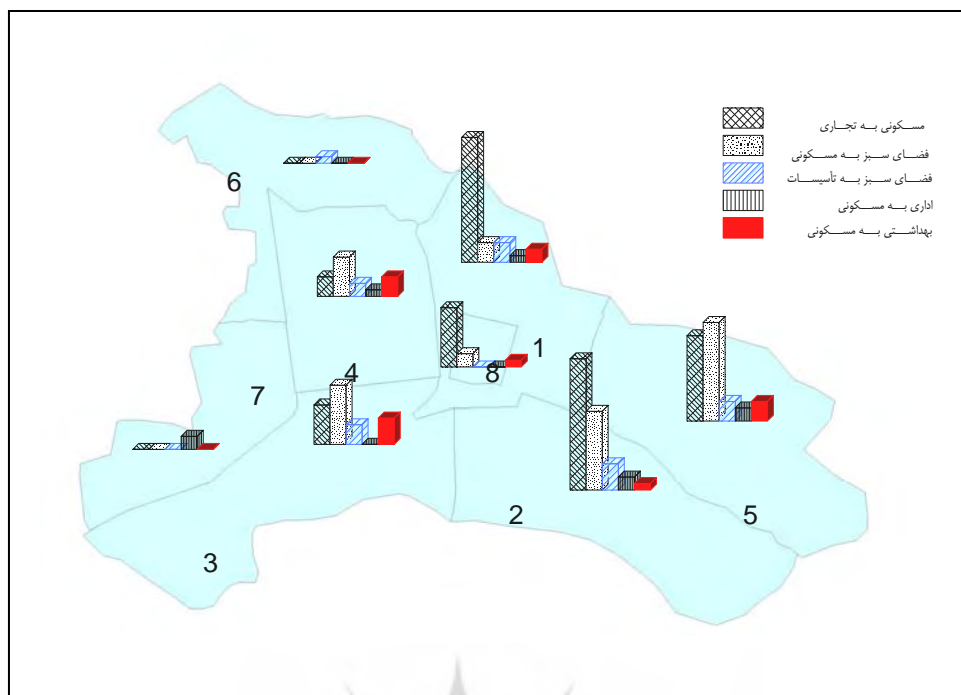 مسکونی به تجاری
فضای سبز به مسکونی
فضای سبز به تأسیسات
اداری به مسکونی
بهداشتی به مسکونی
6
1
8
4
7
2
5
3